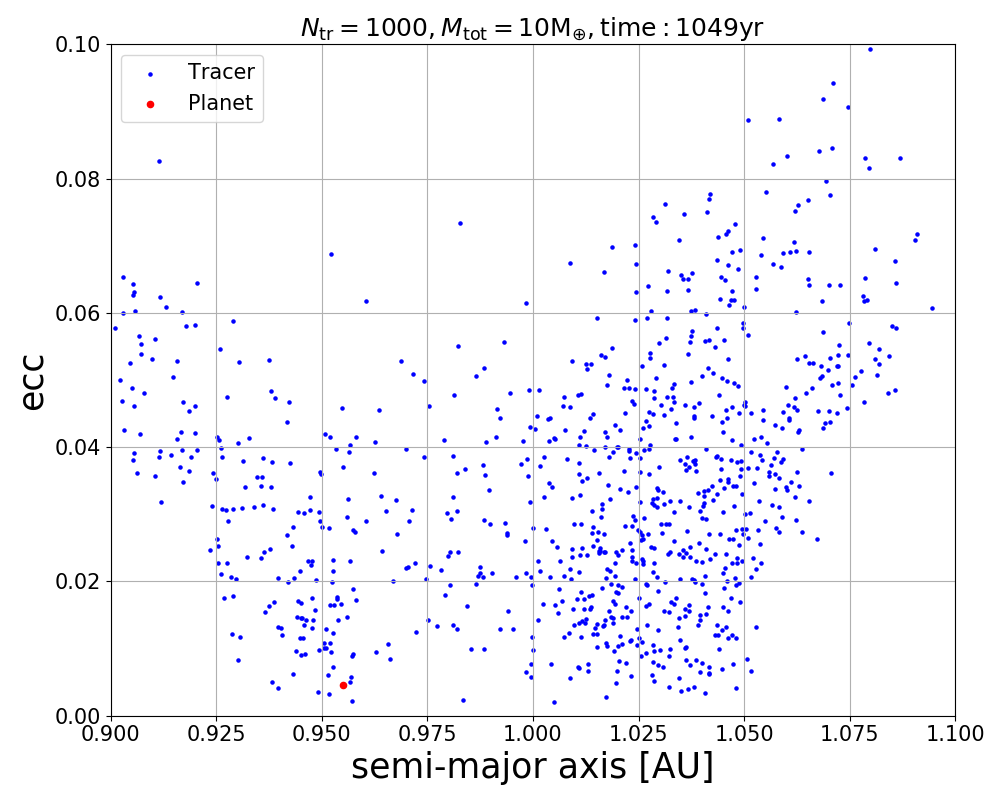 N_tr = 1000, M_tot = 10M_⊕, time : 1049yr
Tracer
Planet
ecc
0.10
0.08
0.06
0.04
0.02
0.00
0.900 0.925 0.950 0.975 1.000 1.025 1.050 1.075 1.100
semi-major axis [AU]